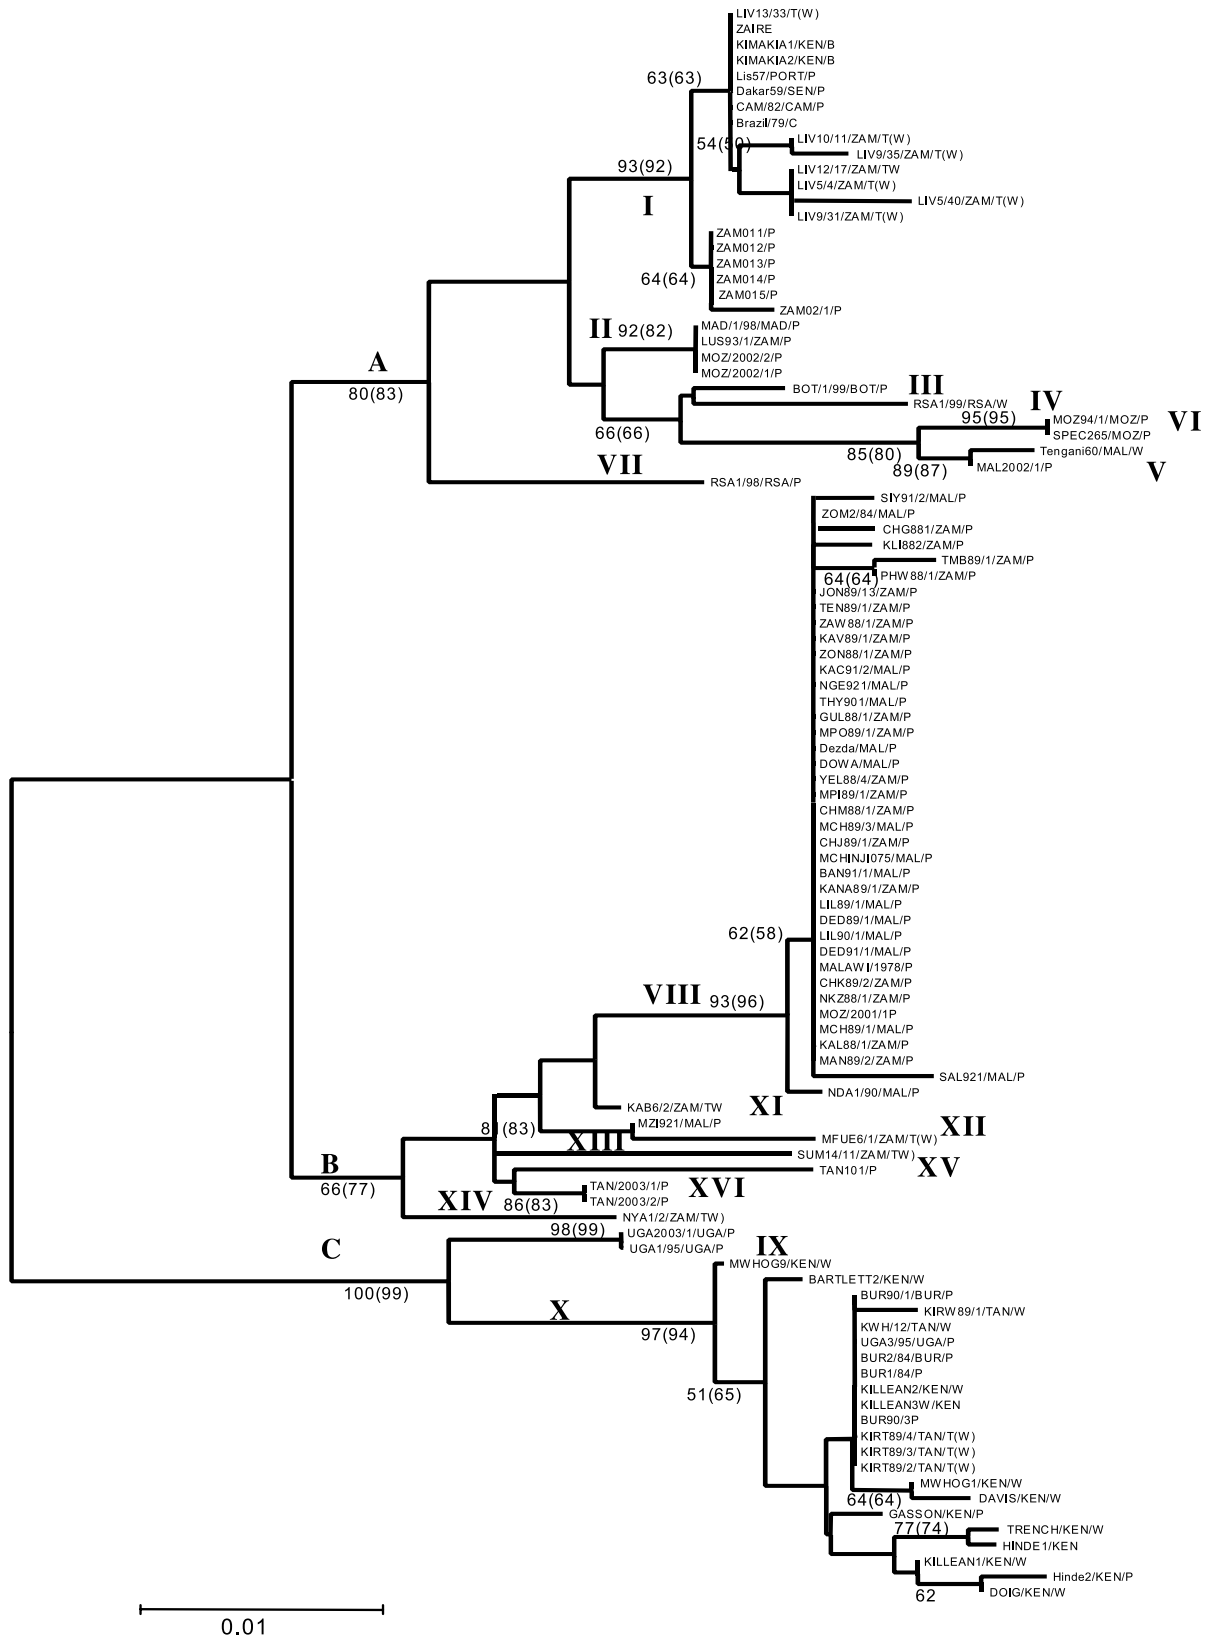 LIV13/33/T(W)
ZAIRE
KIMAKIA1/KEN/B
KIMAKIA2/KEN/B
63(63)
Lis57/PORT/P
Dakar59/SEN/P
CAM/82/CAM/P
Brazil/79/C
54(50)
LIV10/11/ZAM/T(W)
LIV9/35/ZAM/T(W)
93(92)
LIV12/17/ZAM/TW
LIV5/4/ZAM/T(W)
I
LIV5/40/ZAM/T(W)
LIV9/31/ZAM/T(W)
ZAM011/P
ZAM012/P
ZAM013/P
64(64)
ZAM014/P
ZAM015/P
ZAM02/1/P
II 92(82)
MAD/1/98/MAD/P
LUS93/1/ZAM/P
MOZ/2002/2/P
MOZ/2002/1/P
A
80(83)
BOT/1/99/BOT/P
III
RSA1/99/RSA/W
IV
95(95)
MOZ94/1/MOZ/P
VI
66(66)
SPEC265/MOZ/P
85(80)
Tengani60/MAL/W
VII
89(87)
MAL2002/1/P
V
RSA1/98/RSA/P
SIY91/2/MAL/P
ZOM2/84/MAL/P
CHG881/ZAM/P
KLI882/ZAM/P
TMB89/1/ZAM/P
64(64)
PHW88/1/ZAM/P
JON89/13/ZAM/P
TEN89/1/ZAM/P
ZAW88/1/ZAM/P
KAV89/1/ZAM/P
ZON88/1/ZAM/P
KAC91/2/MAL/P
NGE921/MAL/P
THY901/MAL/P
GUL88/1/ZAM/P
MPO89/1/ZAM/P
Dezda/MAL/P
DOWA/MAL/P
YEL88/4/ZAM/P
MPI89/1/ZAM/P
CHM88/1/ZAM/P
MCH89/3/MAL/P
CHJ89/1/ZAM/P
MCHINJI075/MAL/P
BAN91/1/MAL/P
KANA89/1/ZAM/P
LIL89/1/MAL/P
DED89/1/MAL/P
62(58)
LIL90/1/MAL/P
DED91/1/MAL/P
MALAWI/1978/P
CHK89/2/ZAM/P
VIII 93(96)
NKZ88/1/ZAM/P
MOZ/2001/1P
MCH89/1/MAL/P
KAL88/1/ZAM/P
MAN89/2/ZAM/P
SAL921/MAL/P
NDA1/90/MAL/P
KAB6/2/ZAM/TW
XI
MZI921/MAL/P
81(83)
XIII
MFUE6/1/ZAM/T(W)
XII
SUM14/11/ZAM/TW)
B
66(77)
TAN101/P
XV
TAN/2003/1/P
XVI
XIV 86(83)
TAN/2003/2/P
NYA1/2/ZAM/TW)
98(99)
UGA2003/1/UGA/P
C
UGA1/95/UGA/P
IX
MWHOG9/KEN/W
100(99)
BARTLETT2/KEN/W
BUR90/1/BUR/P
X
KIRW89/1/TAN/W
97(94)
KWH/12/TAN/W
UGA3/95/UGA/P
BUR2/84/BUR/P
BUR1/84/P
51(65)
KILLEAN2/KEN/W
KILLEAN3W/KEN
BUR90/3P
KIRT89/4/TAN/T(W)
KIRT89/3/TAN/T(W)
KIRT89/2/TAN/T(W)
MWHOG1/KEN/W
64(64)
DAVIS/KEN/W
GASSON/KEN/P
77(74)
TRENCH/KEN/W
HINDE1/KEN
KILLEAN1/KEN/W
Hinde2/KEN/P
62
DOIG/KEN/W
0.01